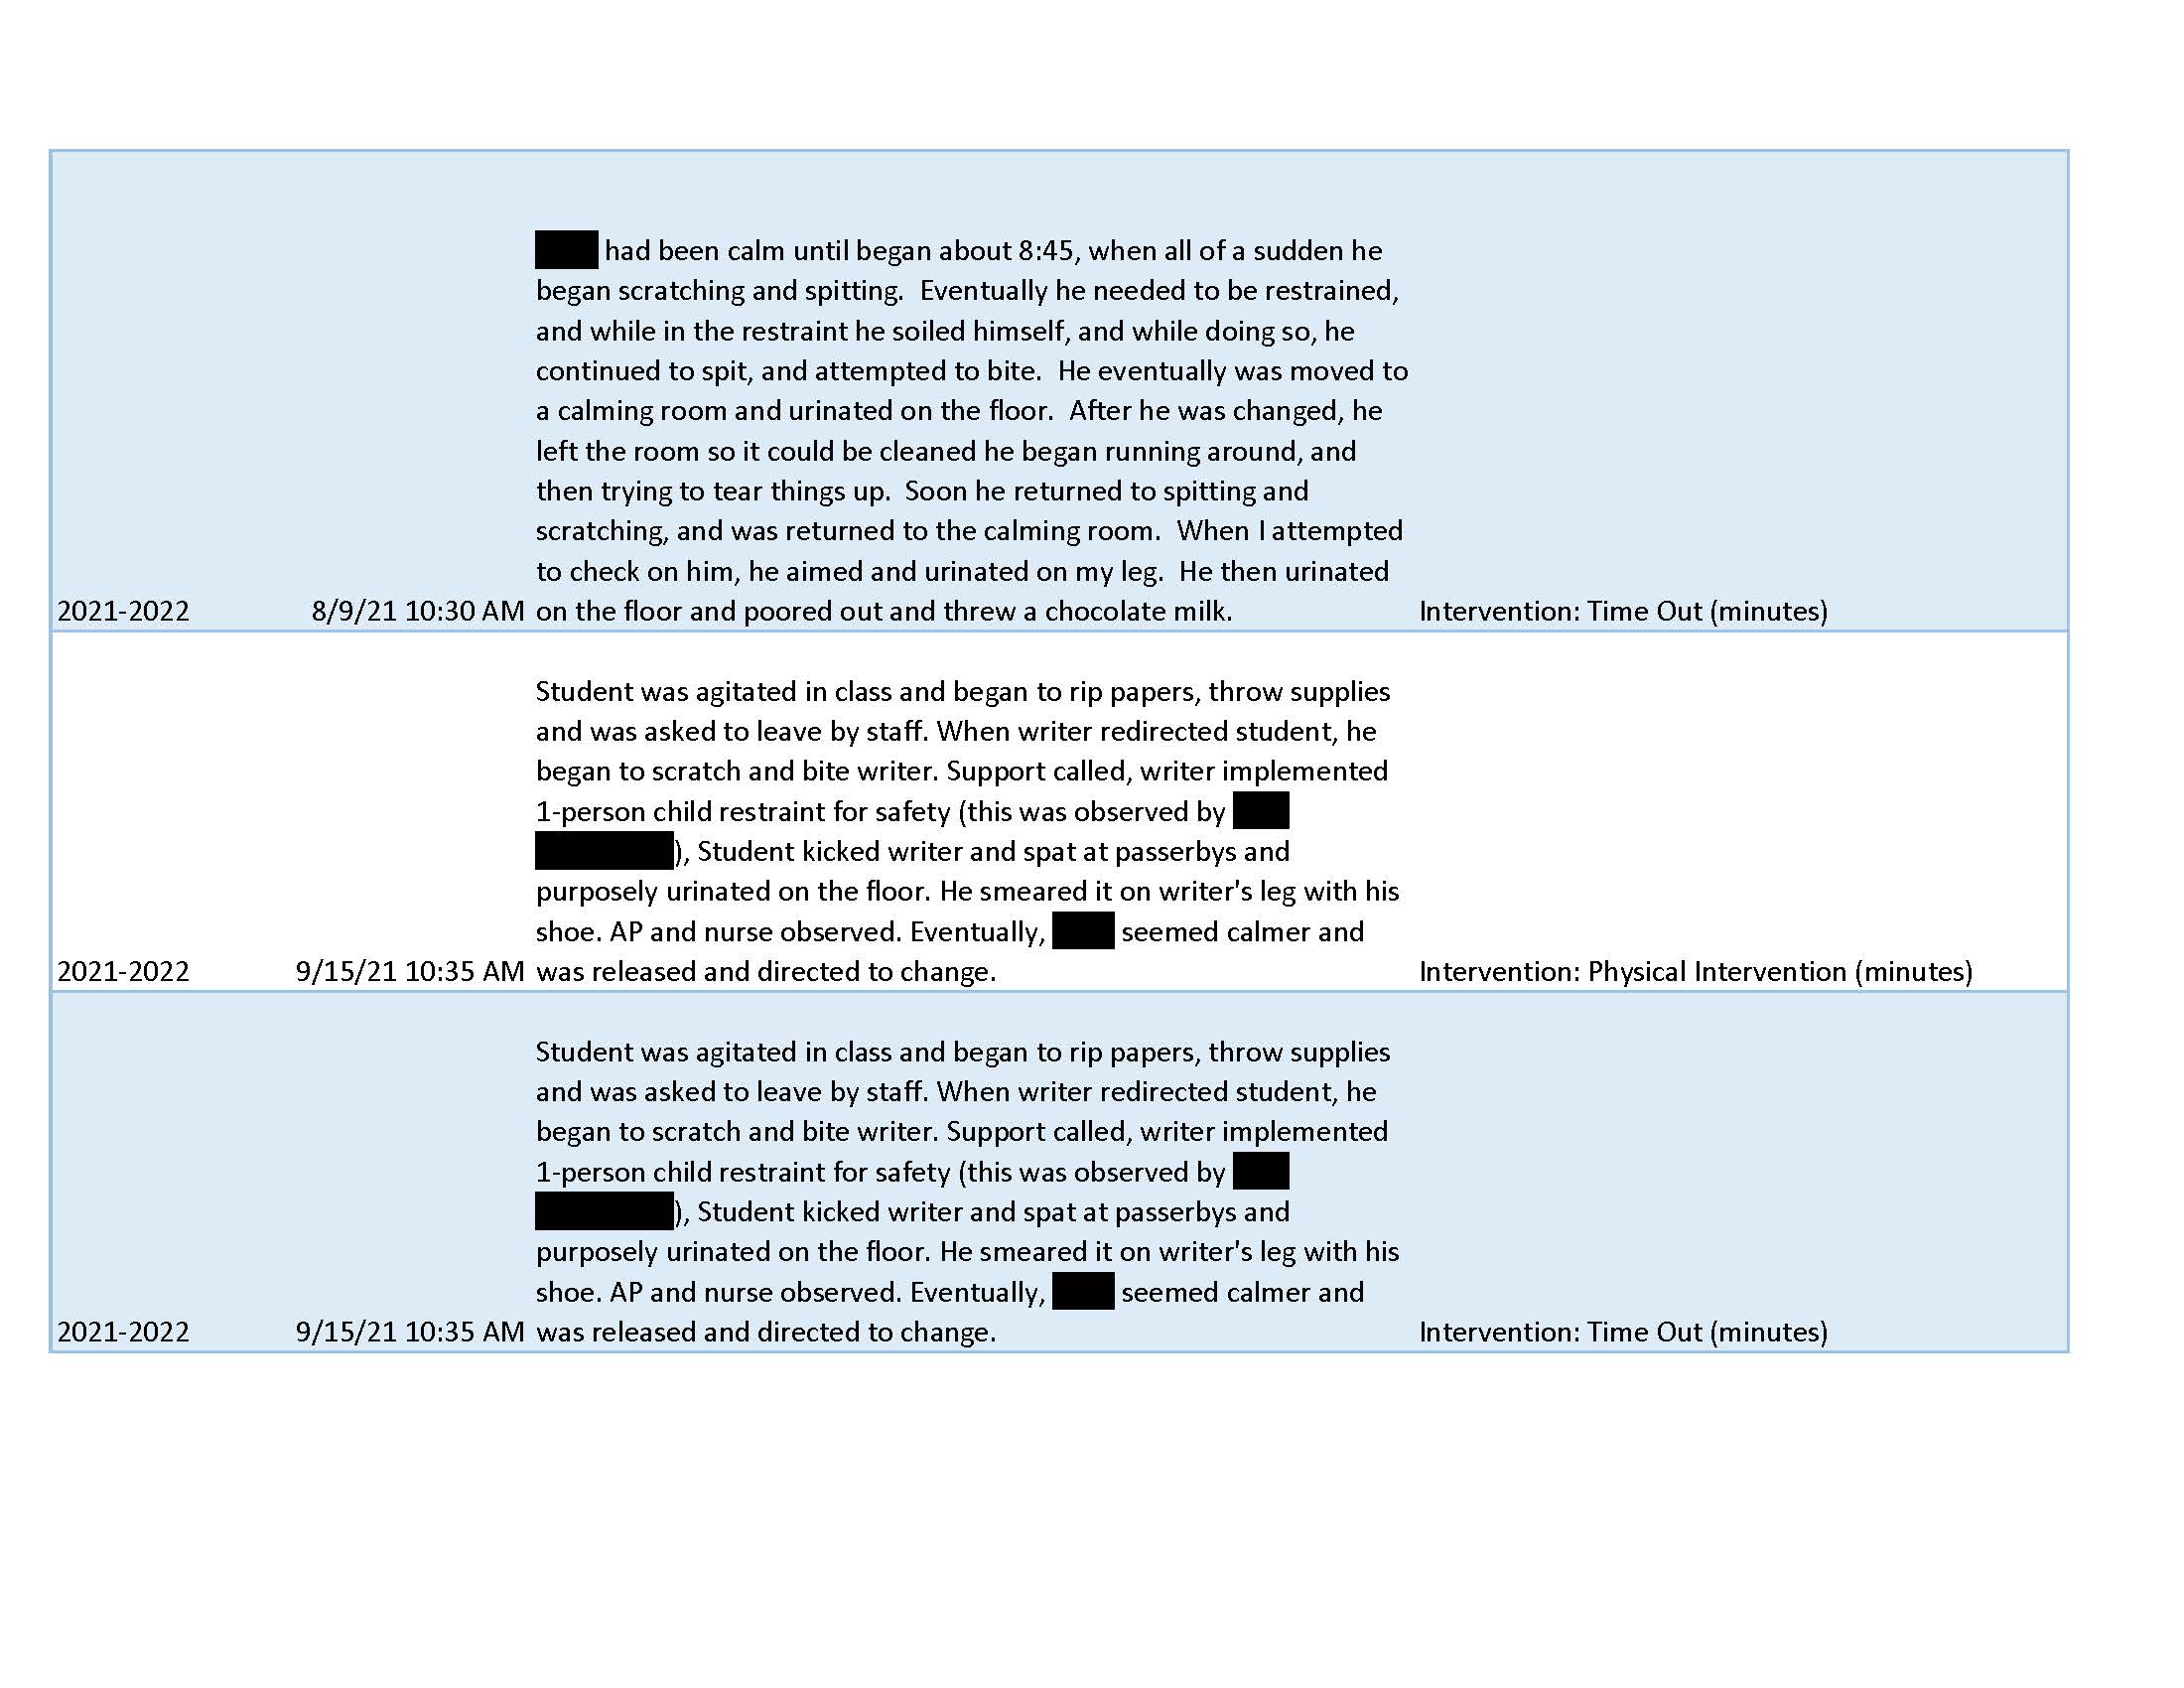 had been calm until began about 8:45, when all of a sudden he
began scratching and spitting.  Eventually he needed to be restrained,
and while in the restraint he soiled himself, and while doing so, he
continued to spit, and attempted to bite.  He eventually was moved to
a calming room and urinated on the floor.  After he was changed, he
left the room so it could be cleaned he began running around, and
then trying to tear things up.  Soon he returned to spitting and
scratching, and was returned to the calming room.  When I attempted
to check on him, he aimed and urinated on my leg.  He then urinated
2021-2022 8/9/21 10:30 AM on the floor and poored out and threw a chocolate milk. Intervention: Time Out (minutes)
Student was agitated in class and began to rip papers, throw supplies
and was asked to leave by staff. When writer redirected student, he
began to scratch and bite writer. Support called, writer implemented
1-person child restraint for safety (this was observed by
), Student kicked writer and spat at passerbys and
purposely urinated on the floor. He smeared it on writer's leg with his
shoe. AP and nurse observed. Eventually, seemed calmer and
2021-2022 9/15/21 10:35 AM was released and directed to change. Intervention: Physical Intervention (minutes)
Student was agitated in class and began to rip papers, throw supplies
and was asked to leave by staff. When writer redirected student, he
began to scratch and bite writer. Support called, writer implemented
1-person child restraint for safety (this was observed by
), Student kicked writer and spat at passerbys and
purposely urinated on the floor. He smeared it on writer's leg with his
shoe. AP and nurse observed. Eventually, seemed calmer and
2021-2022 9/15/21 10:35 AM was released and directed to change. Intervention: Time Out (minutes)